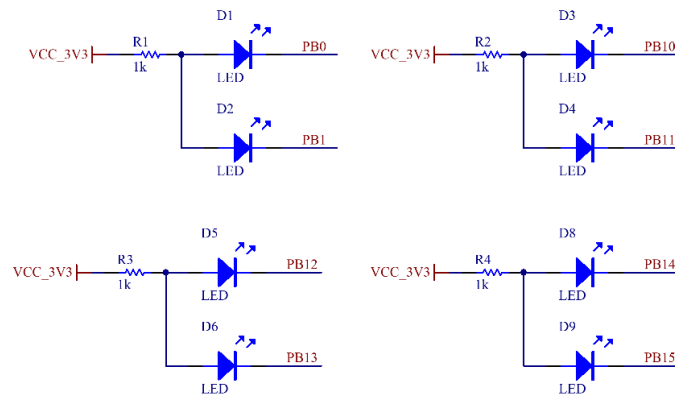 D1
D3
VCC_3V3
R1
PB0
VCC_3V3
R2
PB10
1k
LED
1k
LED
D2
D4
PB1
PB11
LED
LED
D5
D8
VCC_3V3
R3
PB12
VCC_3V3
R4
PB14
1k
LED
1k
LED
D6
D9
PB13
PB15
LED
LED